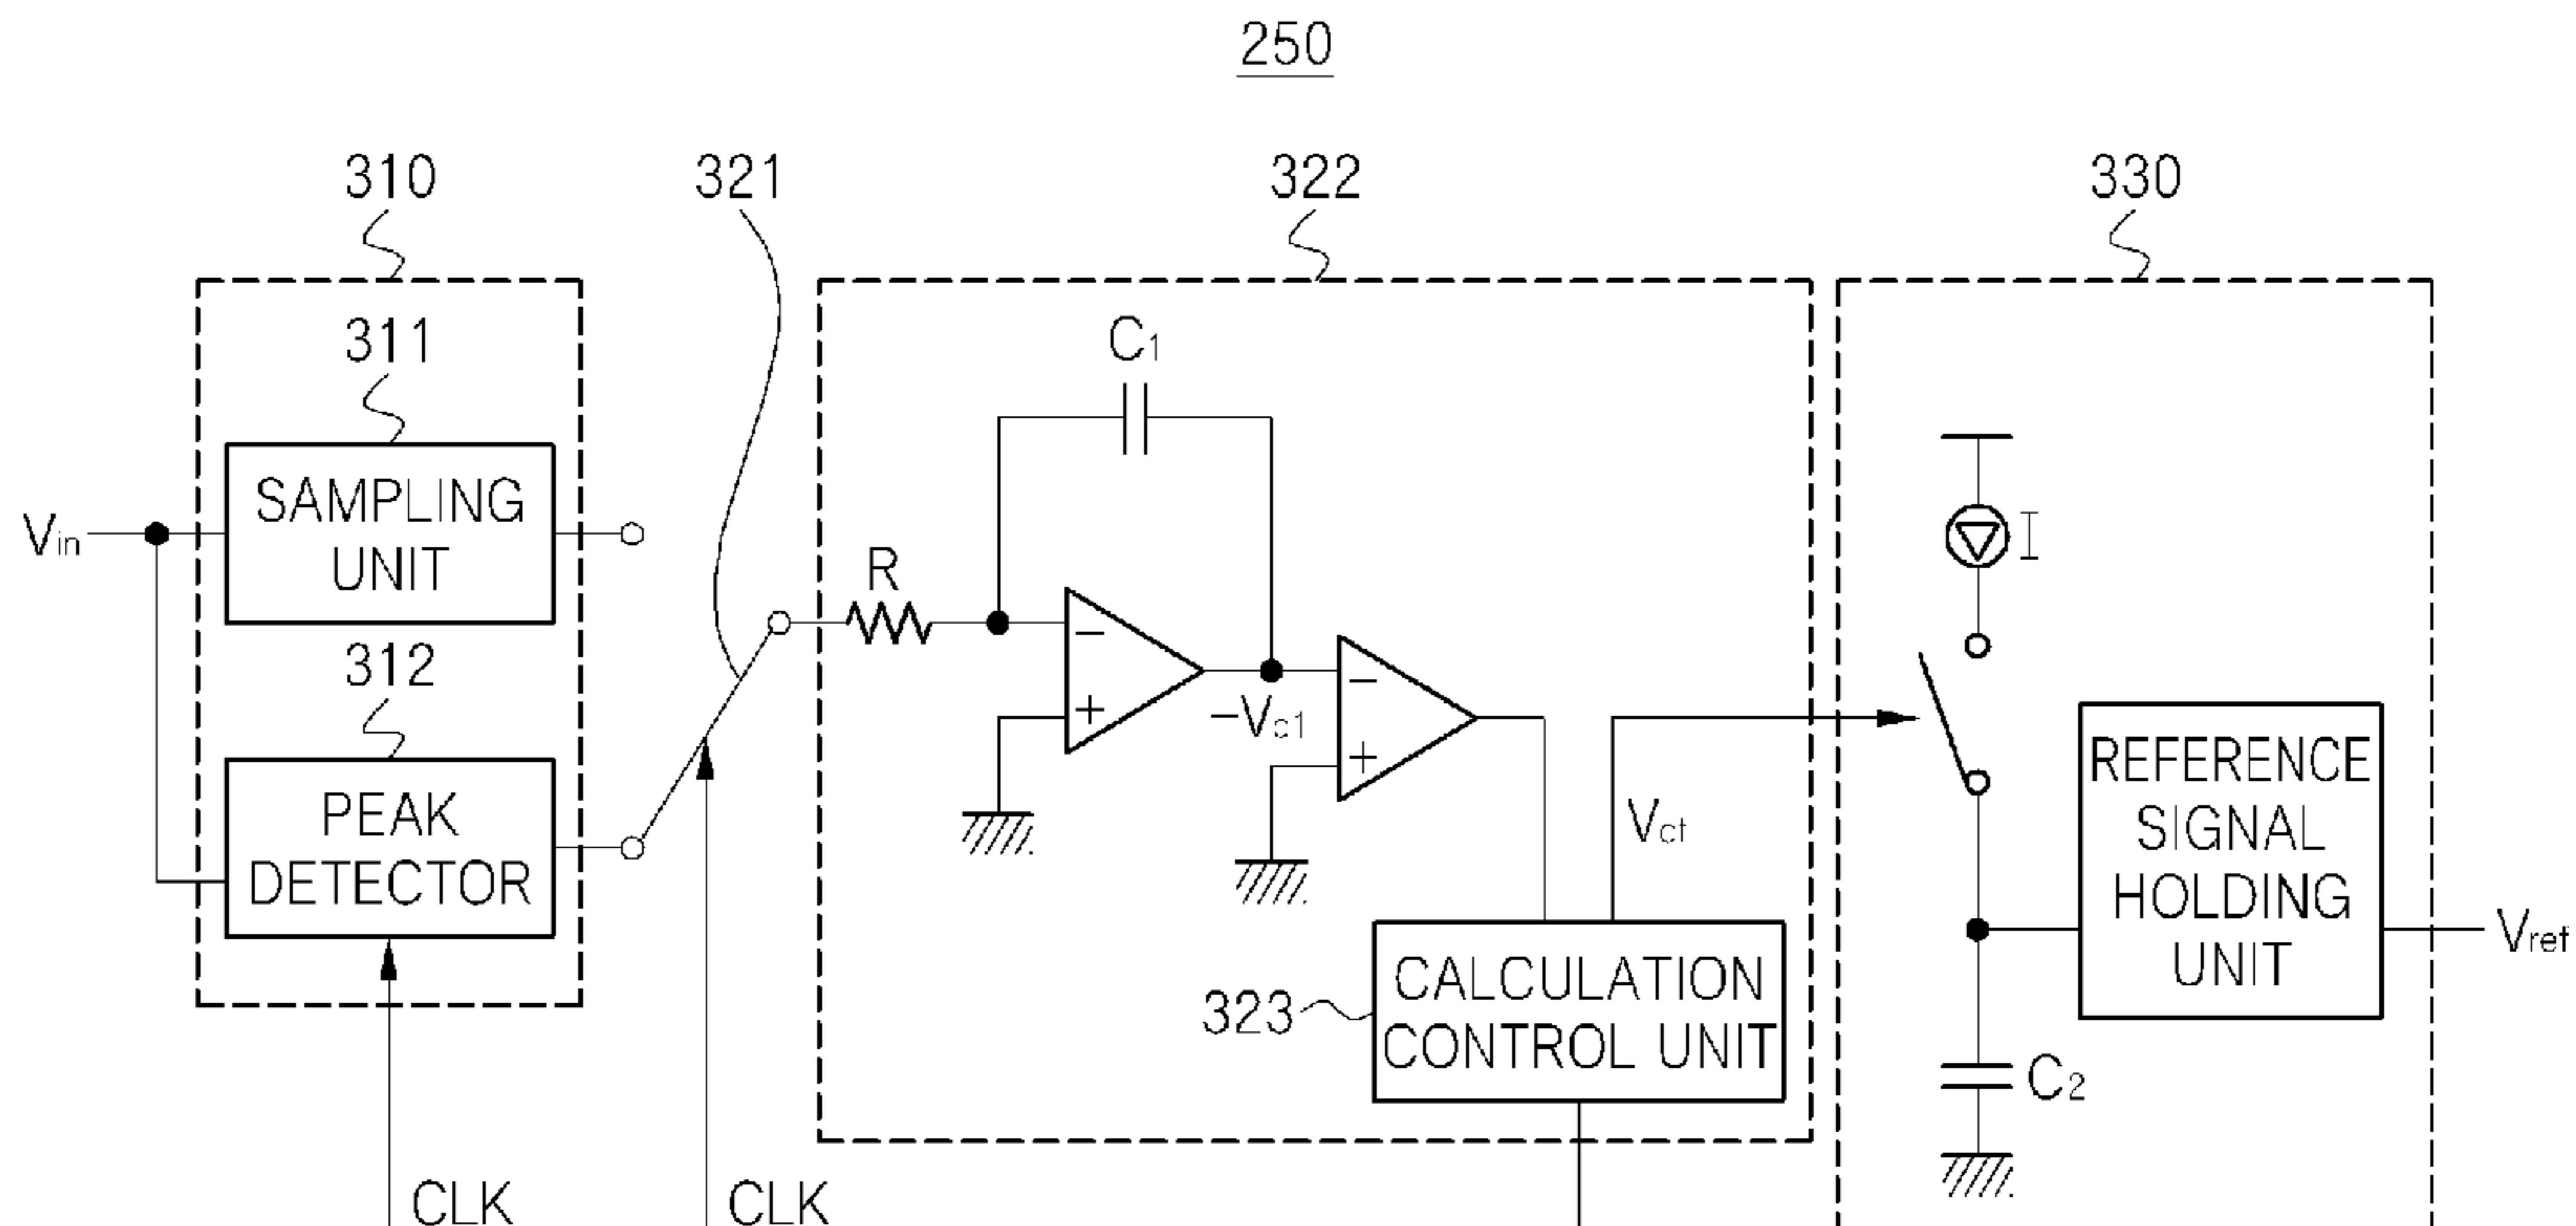 250
310
321
322
330
311
C1
SAMPLING
UNIT
Vin
R
I
312
−
+
−Vc1
−
+
PEAK
DETECTOR
Vct
REFERENCE
SIGNAL
HOLDING
UNIT
Vref
323
CALCULATION
CONTROL UNIT
C2
CLK
CLK